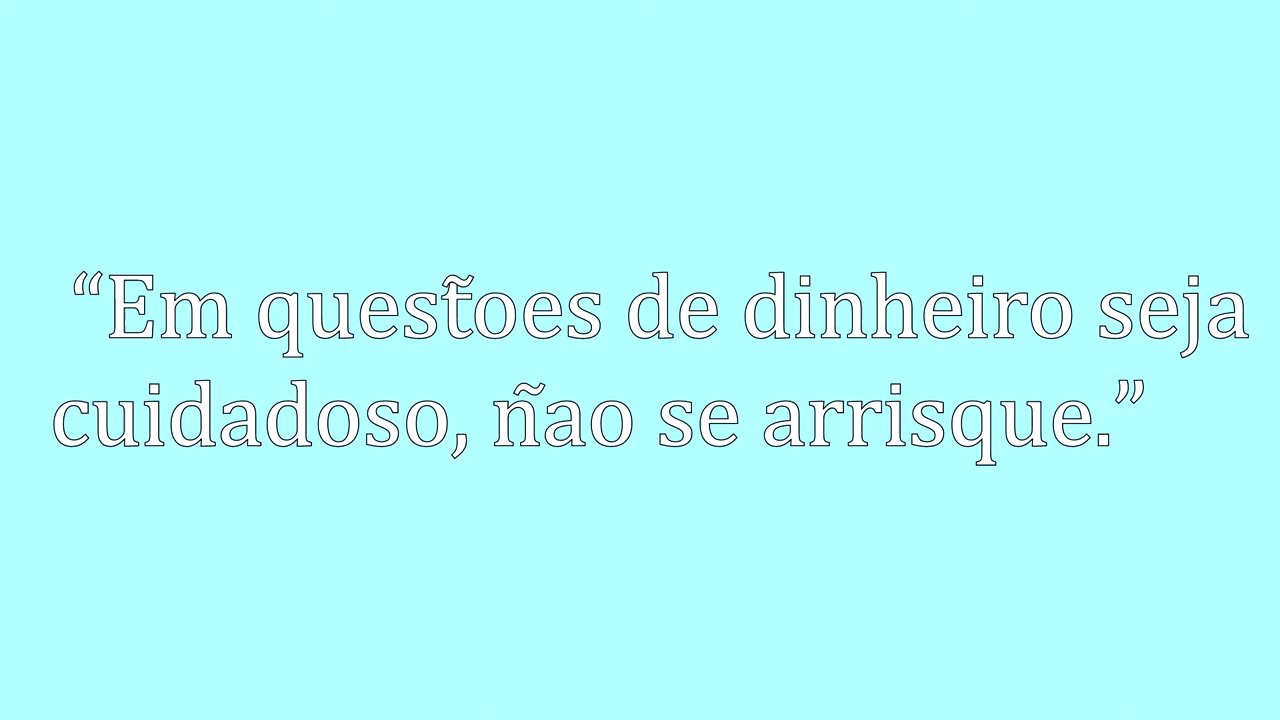 “Em quest̃oes de dinheiro seja
cuidadoso, ñao se arrisque.”